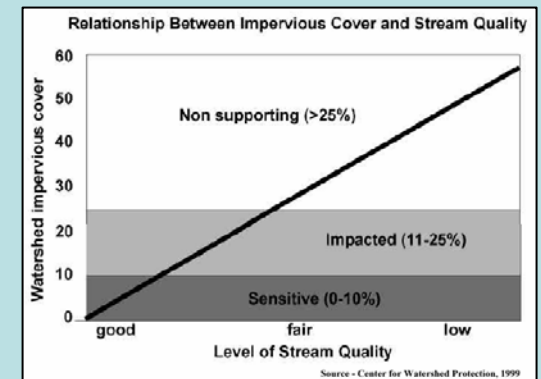 Relationship Between Impervious Cover and Stream Quality
60
50
40
30
20
10
0
Watershed impervious cover
Non supporting (>25%)
Impacted (11-25%)
Sensitive (0-10%)
good fair low
Level of Stream Quality
Source - Center for Watershed Protection, 1999